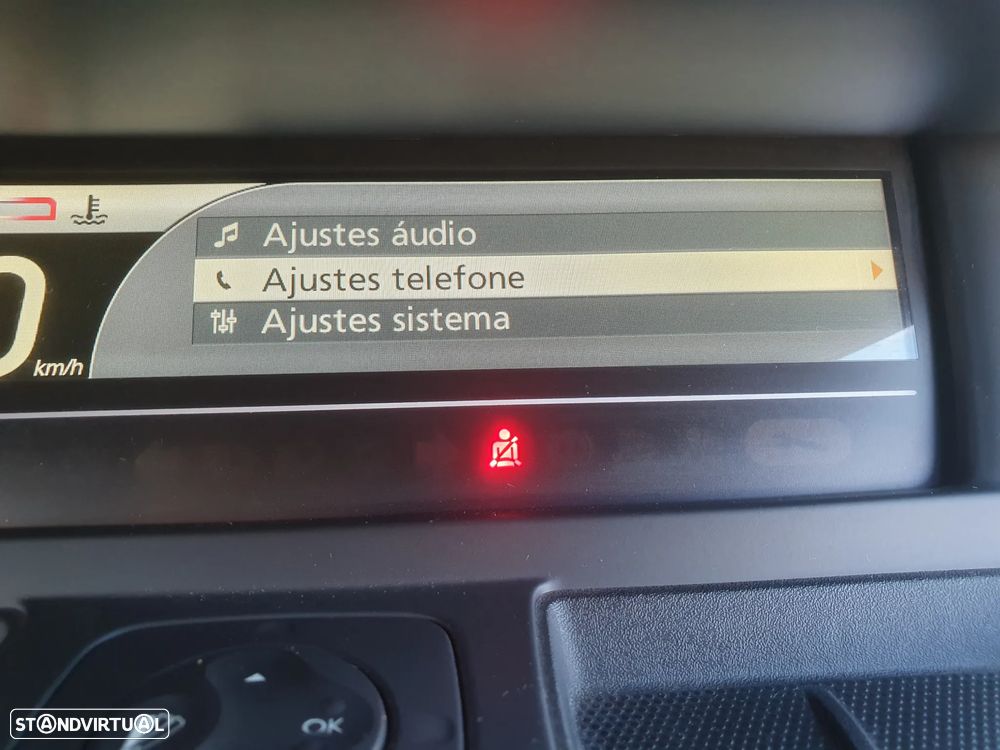 Ajustes áudio
Ajustes telefone
Ajustes sistema
km/h
OK
STANDVIRTUAL